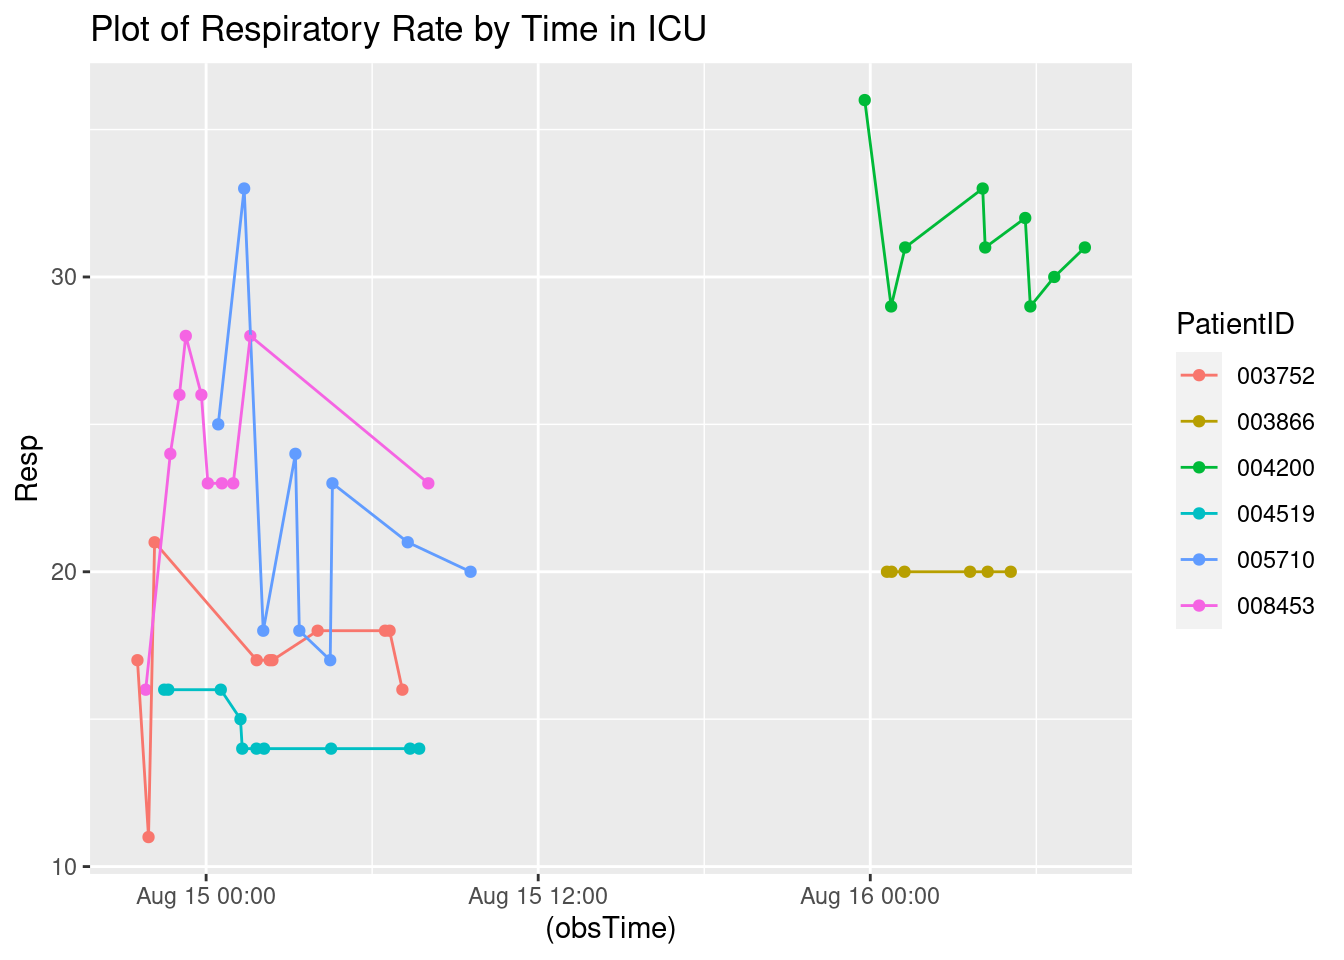 Plot of Respiratory Rate by Time in ICU
Resp
30
20
10
Aug 15 00:00
Aug 15 12:00
Aug 16 00:00
(obsTime)
PatientID
003752
003866
004200
004519
005710
008453